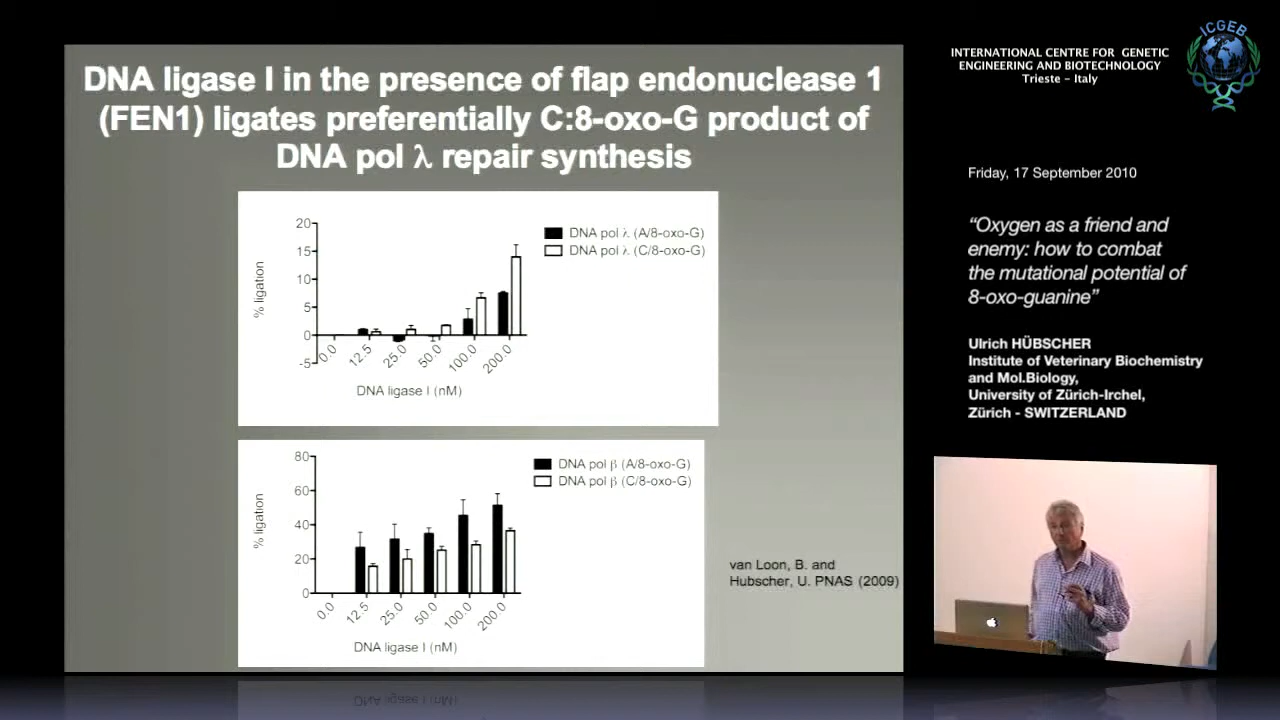 DNA ligase I in the presence of flap endonuclease 1
(FEN1) ligates preferentially C:8-oxo-G product of
DNA pol λ repair synthesis
20
15
10
5
0
-5
% ligation
0.0
12.5
25.0
50.0
100.0
200.0
DNA ligase I (nM)
DNA pol λ (A/8-oxo-G)
DNA pol λ (C/8-oxo-G)
80
60
40
20
0
% ligation
0.0
12.5
25.0
50.0
100.0
200.0
DNA ligase I (nM)
DNA pol β (A/8-oxo-G)
DNA pol β (C/8-oxo-G)
van Loon, B. and
Hubscher, U. PNAS (2009)
INTERNATIONAL CENTRE FOR GENETIC
ENGINEERING AND BIOTECHNOLOGY
Trieste – Italy
ICGEB
Friday, 17 September 2010
“Oxygen as a friend and
enemy: how to combat
the mutational potential of
8-oxo-guanine”
Ulrich HÜBSCHER
Institute of Veterinary Biochemistry
and Mol.Biology,
University of Zürich-Irchel,
Zürich - SWITZERLAND